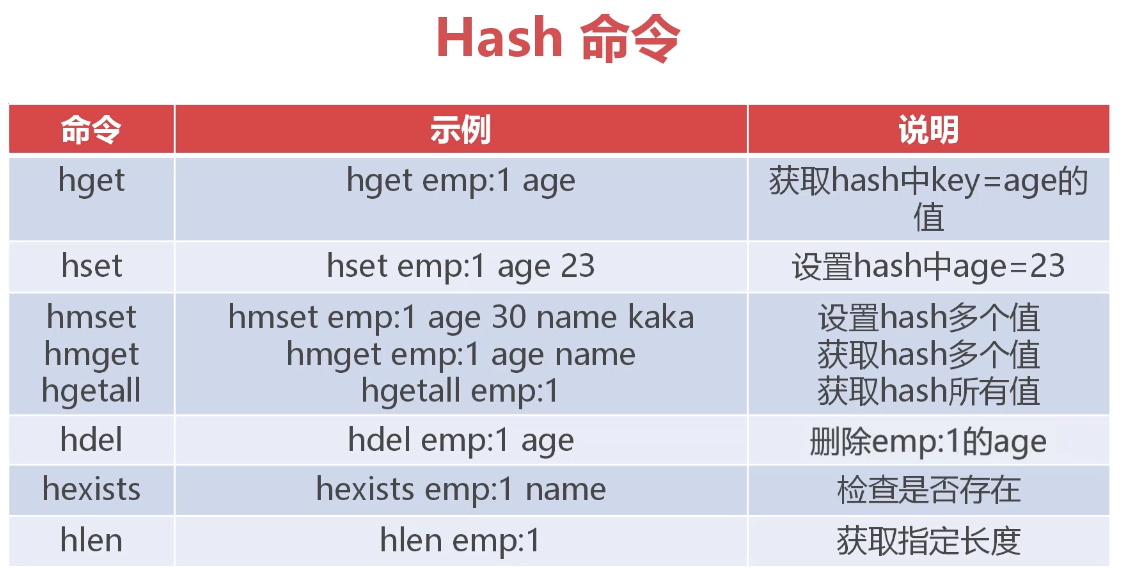 Hash 命令
命令 示例 说明
hget hget emp:1 age 获取hash中key=age的
值
hset hset emp:1 age 23 设置hash中age=23
hmset hmset emp:1 age 30 name kaka 设置hash多个值
hmget hmget emp:1 age name 获取hash多个值
hgetall hgetall emp:1 获取hash所有值
hdel hdel emp:1 age 删除emp:1的age
hexists hexists emp:1 name 检查是否存在
hlen hlen emp:1 获取指定长度